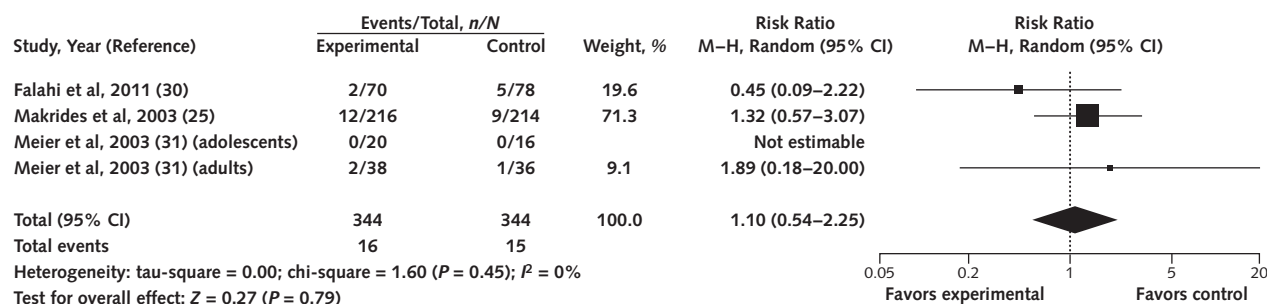 Events/Total, n/N Risk Ratio Risk Ratio
Study, Year (Reference) Experimental Control Weight, % M–H, Random (95% CI) M–H, Random (95% CI)
Falahi et al, 2011 (30) 2/70 5/78 19.6 0.45 (0.09–2.22)
Makrides et al, 2003 (25) 12/216 9/214 71.3 1.32 (0.57–3.07)
Meier et al, 2003 (31) (adolescents) 0/20 0/16 Not estimable
Meier et al, 2003 (31) (adults) 2/38 1/36 9.1 1.89 (0.18–20.00)
Total (95% CI) 344 344 100.0 1.10 (0.54–2.25)
Total events 16 15
Heterogeneity: tau-square = 0.00; chi-square = 1.60 (P = 0.45); I² = 0%
0.05 0.2 1 5 20
Test for overall effect: Z = 0.27 (P = 0.79) Favors experimental Favors control